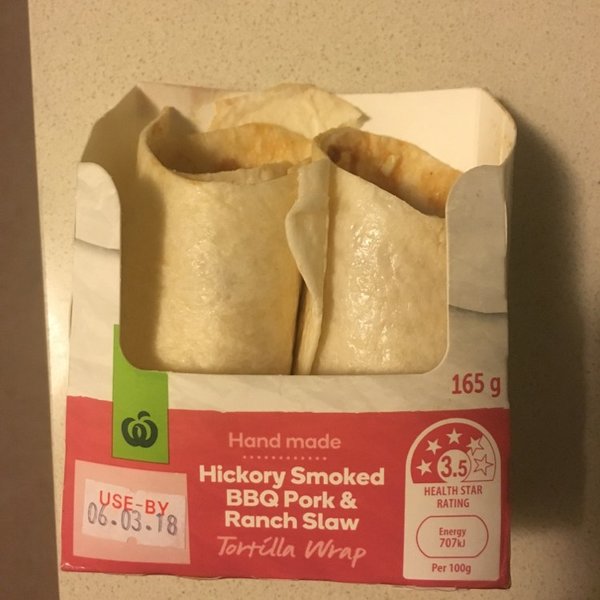 165 g
Hand made
Hickory Smoked
BBQ Pork &
Ranch Slaw
Tortilla Wrap
USE-BY
06.03.18
3.5
HEALTH STAR
RATING
Energy
707kJ
Per 100g